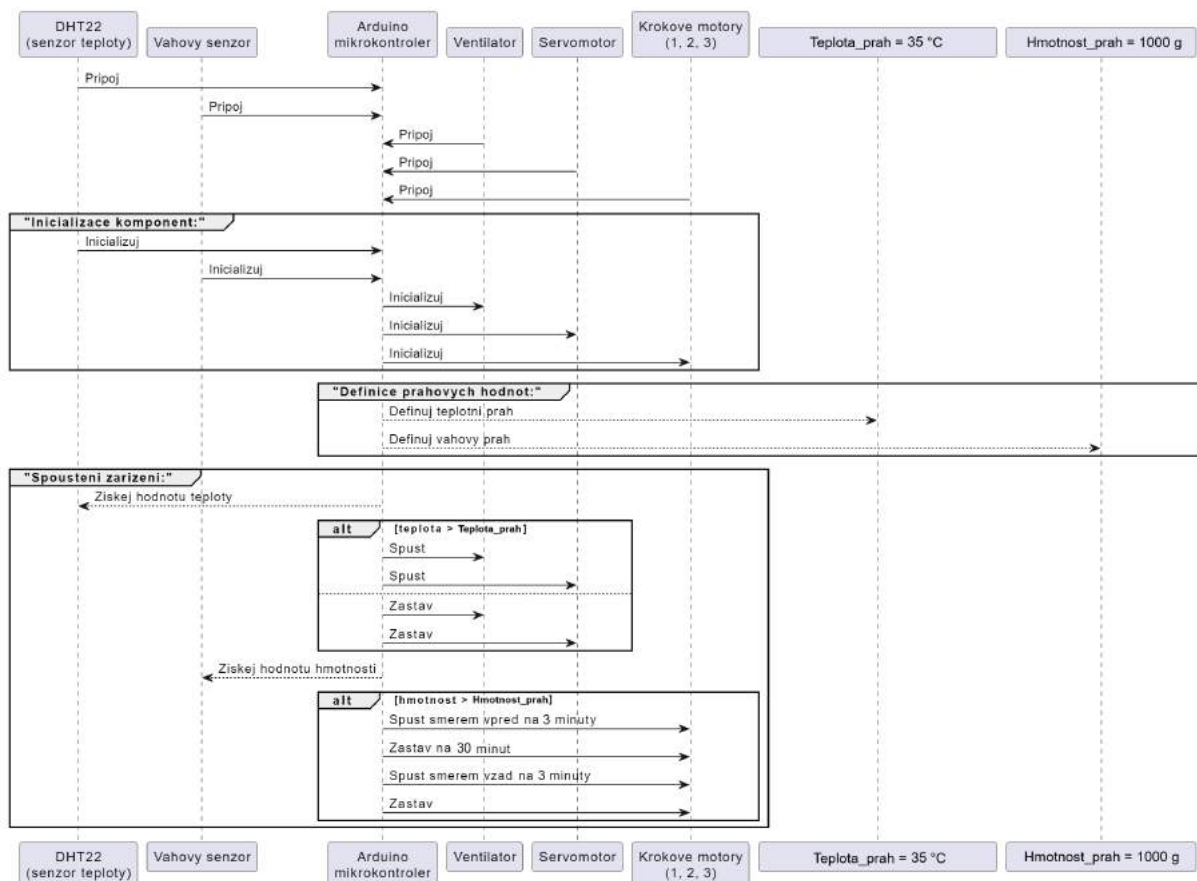 DHT22
(senzor teploty)
Vahovy senzor
Arduino
mikrokontroler
Ventilator
Servomotor
Krokove motory
(1, 2, 3)
Teplota_prah = 35 °C
Hmotnost_prah = 1000 g
Pripoj
Pripoj
Pripoj
Pripoj
Pripoj
"Inicializace komponent:"
Inicializuj
Inicializuj
Inicializuj
Inicializuj
Inicializuj
"Definice prahovych hodnot:"
Definuj teplotni prah
Definuj vahovy prah
"Spousteni zarizeni:"
Ziskej hodnotu teploty
alt [teplota > Teplota_prah]
Spust
Spust
Zastav
Zastav
Ziskej hodnotu hmotnosti
alt [hmotnost > Hmotnost_prah]
Spust smerem vpred na 3 minuty
Zastav na 30 minut
Spust smerem vzad na 3 minuty
Zastav
DHT22
(senzor teploty)
Vahovy senzor
Arduino
mikrokontroler
Ventilator
Servomotor
Krokove motory
(1, 2, 3)
Teplota_prah = 35 °C
Hmotnost_prah = 1000 g